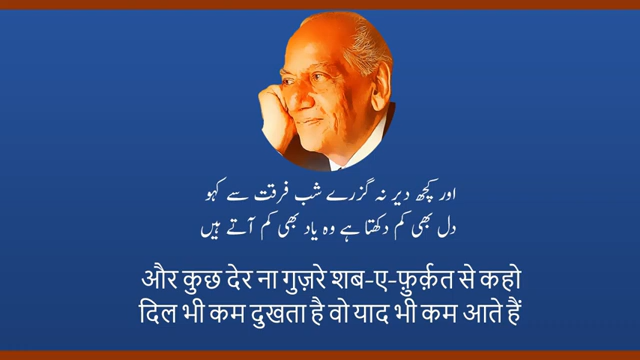 اور کچھ دیر نہ گزرے شب فرقت سے کہو
دل بھی کم دکھتا ہے وہ یاد بھی کم آتے ہیں
और कुछ देर ना गुज़रे शब-ए-फ़ुर्क़त से कहो
दिल भी कम दुखता है वो याद भी कम आते हैं